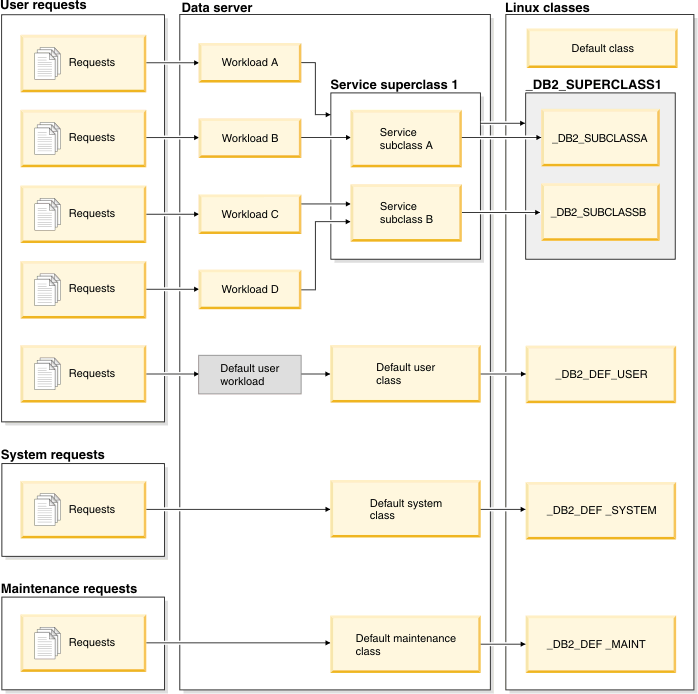 User requests
Data server
Linux classes
Requests
Workload A
Default class
Service superclass 1
_DB2_SUPERCLASS1
Requests
Workload B
Service
subclass A
_DB2_SUBCLASSA
Requests
Workload C
Service
subclass B
_DB2_SUBCLASSB
Requests
Workload D
Requests
Default user
workload
Default user
class
_DB2_DEF_USER
System requests
Requests
Default system
class
_DB2_DEF _SYSTEM
Maintenance requests
Requests
Default maintenance
class
_DB2_DEF _MAINT